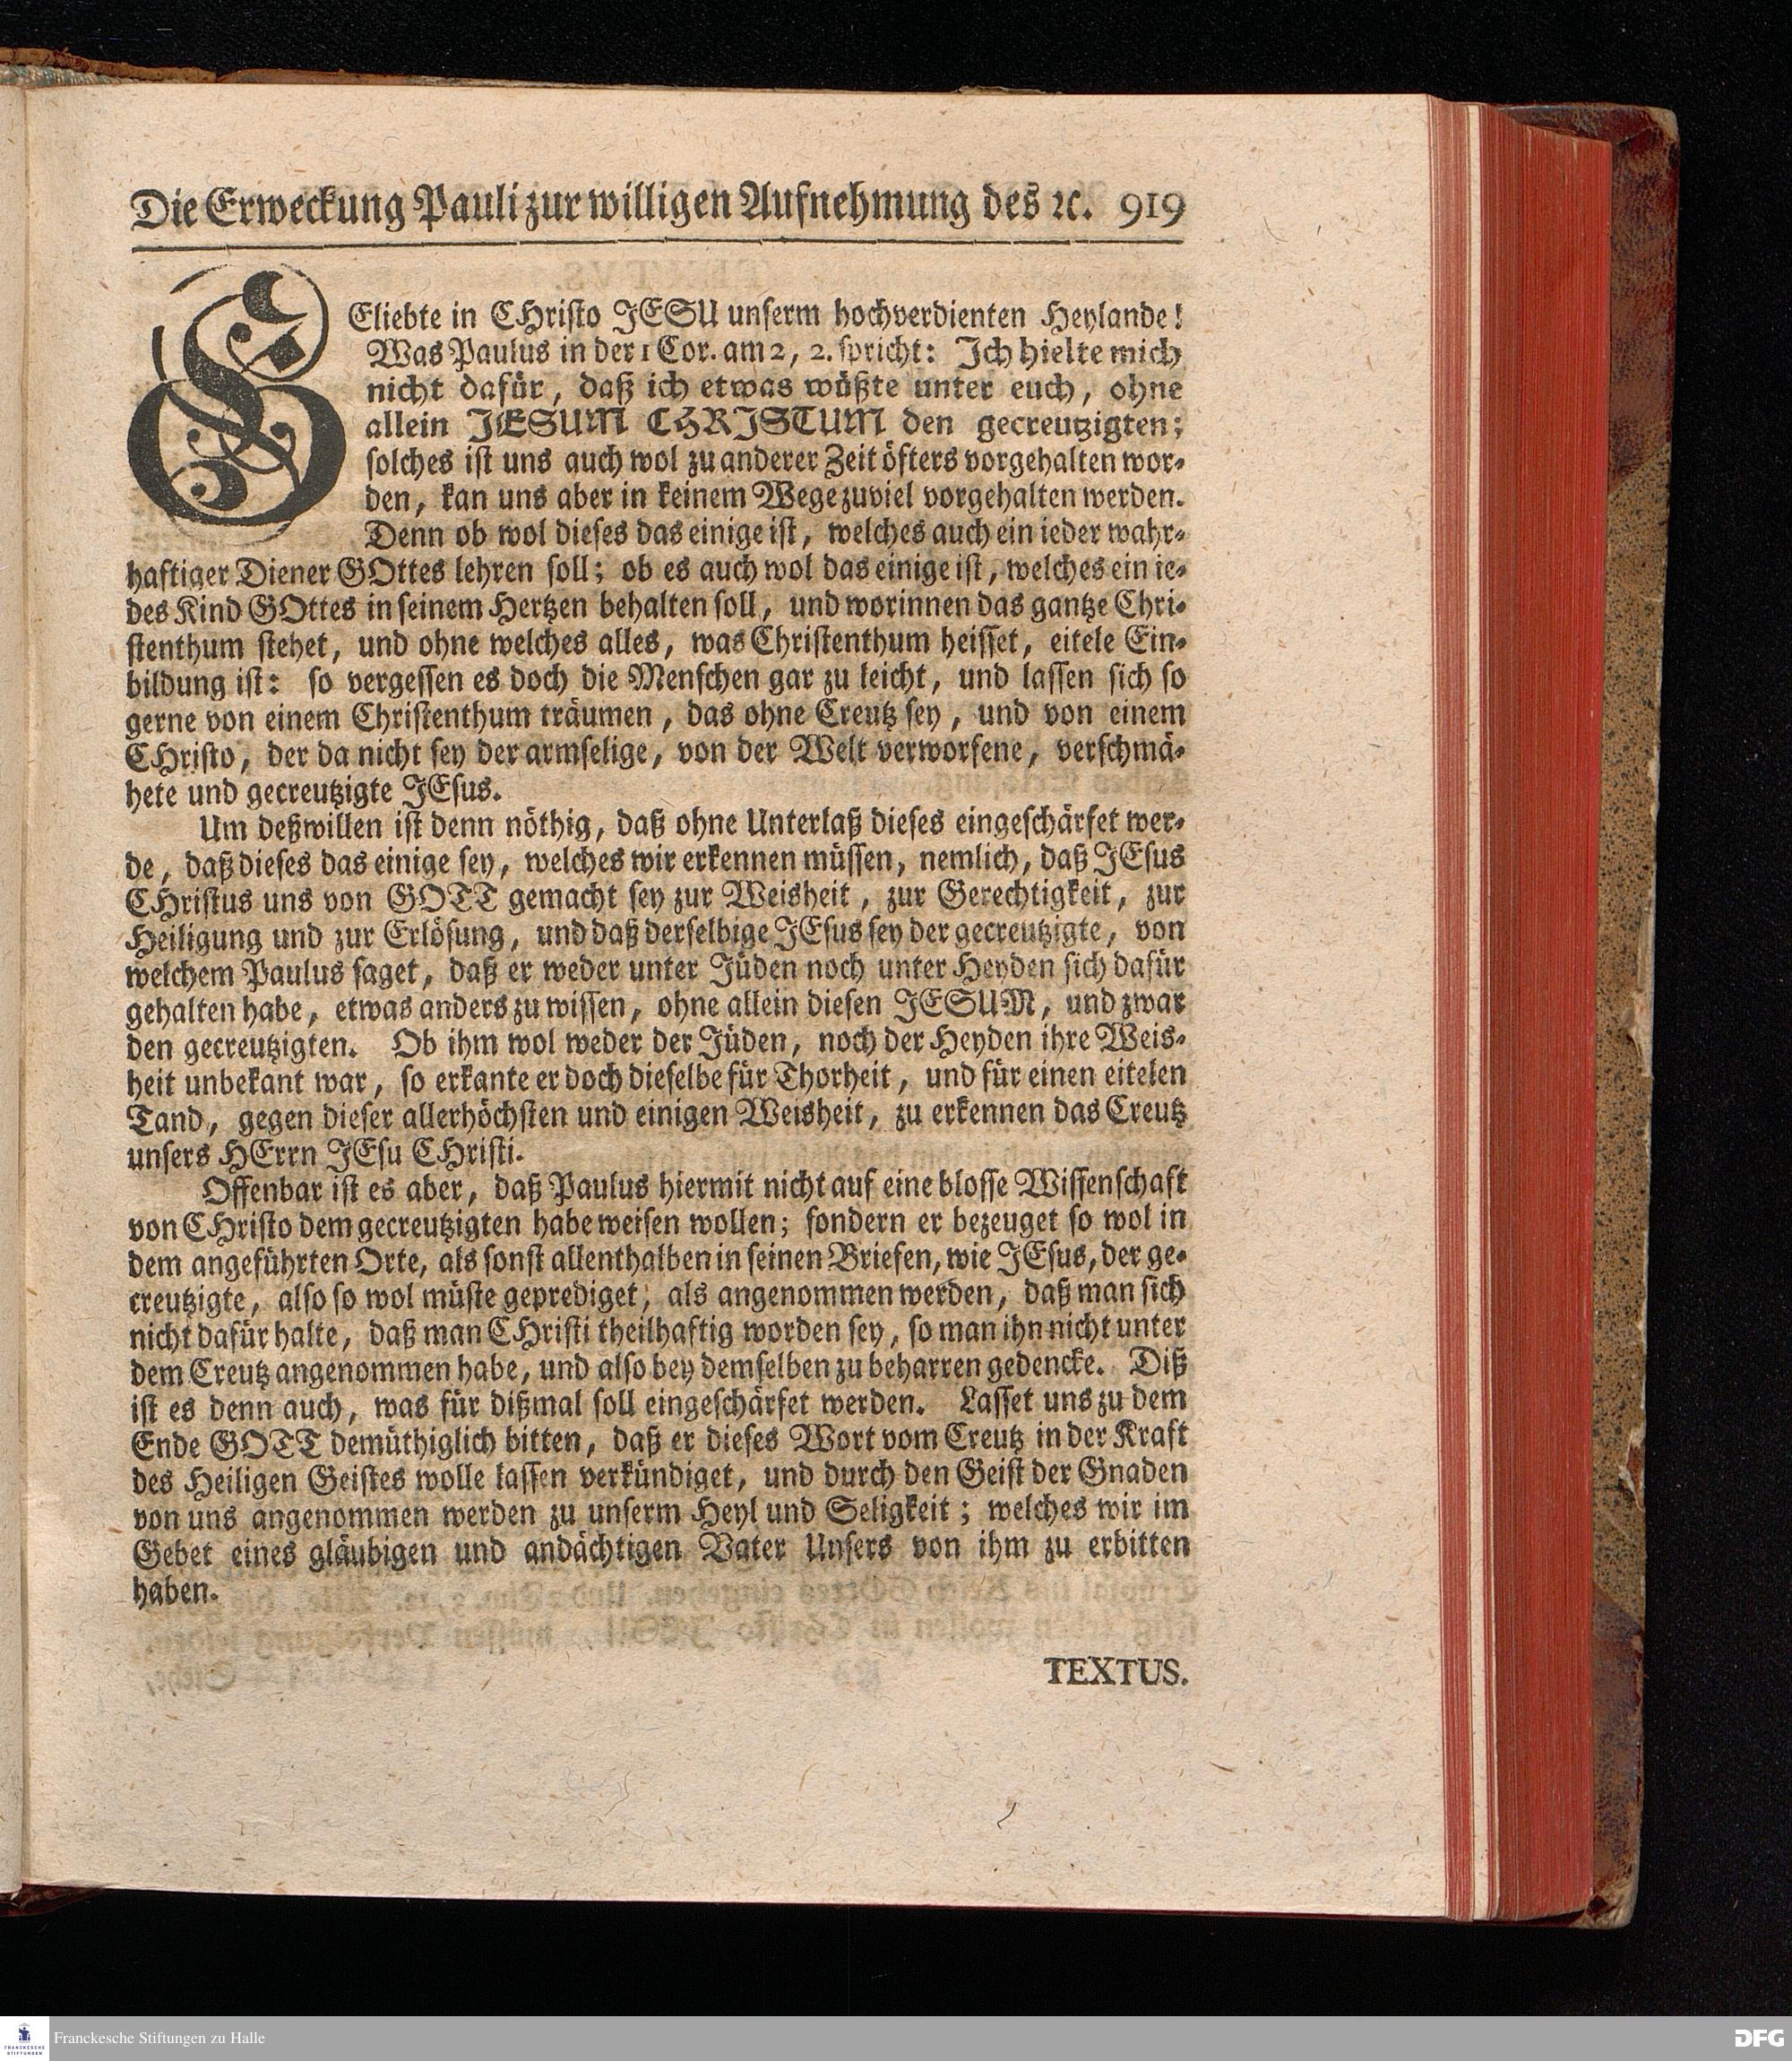 Die Erweckung Pauli zur willigen Aufnehmung des ꝛc. 919
GEliebte in CHristo JESU unserm hochverdienten Heylande!
Was Paulus in der 1 Cor. am 2, 2. spricht: Ich hielte mich
nicht dafür, daß ich etwas wüßte unter euch, ohne
allein JESUM CHRISTUM den gecreutzigten;
solches ist uns auch wol zu anderer Zeit öfters vorgehalten wor-
den, kan uns aber in keinem Wege zuviel vorgehalten werden.
Denn ob wol dieses das einige ist, welches auch ein ieder wahr-
haftiger Diener GOttes lehren soll; ob es auch wol das einige ist, welches ein ie-
des Kind GOttes in seinem Hertzen behalten soll, und worinnen das gantze Chri-
stenthum stehet, und ohne welches alles, was Christenthum heisset, eitele Ein-
bildung ist: so vergessen es doch die Menschen gar zu leicht, und lassen sich so
gerne von einem Christenthum träumen, das ohne Creutz sey, und von einem
CHristo, der da nicht sey der armselige, von der Welt verworfene, verschmä-
hete und gecreutzigte JEsus.
Um deßwillen ist denn nöthig, daß ohne Unterlaß dieses eingeschärfet wer-
de, daß dieses das einige sey, welches wir erkennen müssen, nemlich, daß JEsus
CHristus uns von GOTT gemacht sey zur Weisheit, zur Gerechtigkeit, zur
Heiligung und zur Erlösung, und daß derselbige JEsus sey der gecreutzigte, von
welchem Paulus saget, daß er weder unter Jüden noch unter Heyden sich dafür
gehalten habe, etwas anders zu wissen, ohne allein diesen JESUM, und zwar
den gecreutzigten. Ob ihm wol weder der Jüden, noch der Heyden ihre Weis-
heit unbekant war, so erkante er doch dieselbe für Thorheit, und für einen eitelen
Tand, gegen dieser allerhöchsten und einigen Weisheit, zu erkennen das Creutz
unsers HErrn JEsu CHristi.
Offenbar ist es aber, daß Paulus hiermit nicht auf eine blosse Wissenschaft
von CHristo dem gecreutzigten habe weisen wollen; sondern er bezeuget so wol in
dem angeführten Orte, als sonst allenthalben in seinen Briefen, wie JEsus, der ge-
creutzigte, also so wol müste geprediget, als angenommen werden, daß man sich
nicht dafür halte, daß man CHristi theilhaftig worden sey, so man ihn nicht unter
dem Creutz angenommen habe, und also bey demselben zu beharren gedencke. Diß
ist es denn auch, was für dißmal soll eingeschärfet werden. Lasset uns zu dem
Ende GOTT demüthiglich bitten, daß er dieses Wort vom Creutz in der Kraft
des Heiligen Geistes wolle lassen verkündiget, und durch den Geist der Gnaden
von uns angenommen werden zu unserm Heyl und Seligkeit; welches wir im
Gebet eines gläubigen und andächtigen Vater Unsers von ihm zu erbitten
haben.
TEXTUS.
FRANCKESCHE
STIFTUNGEN
Franckesche Stiftungen zu Halle
DFG